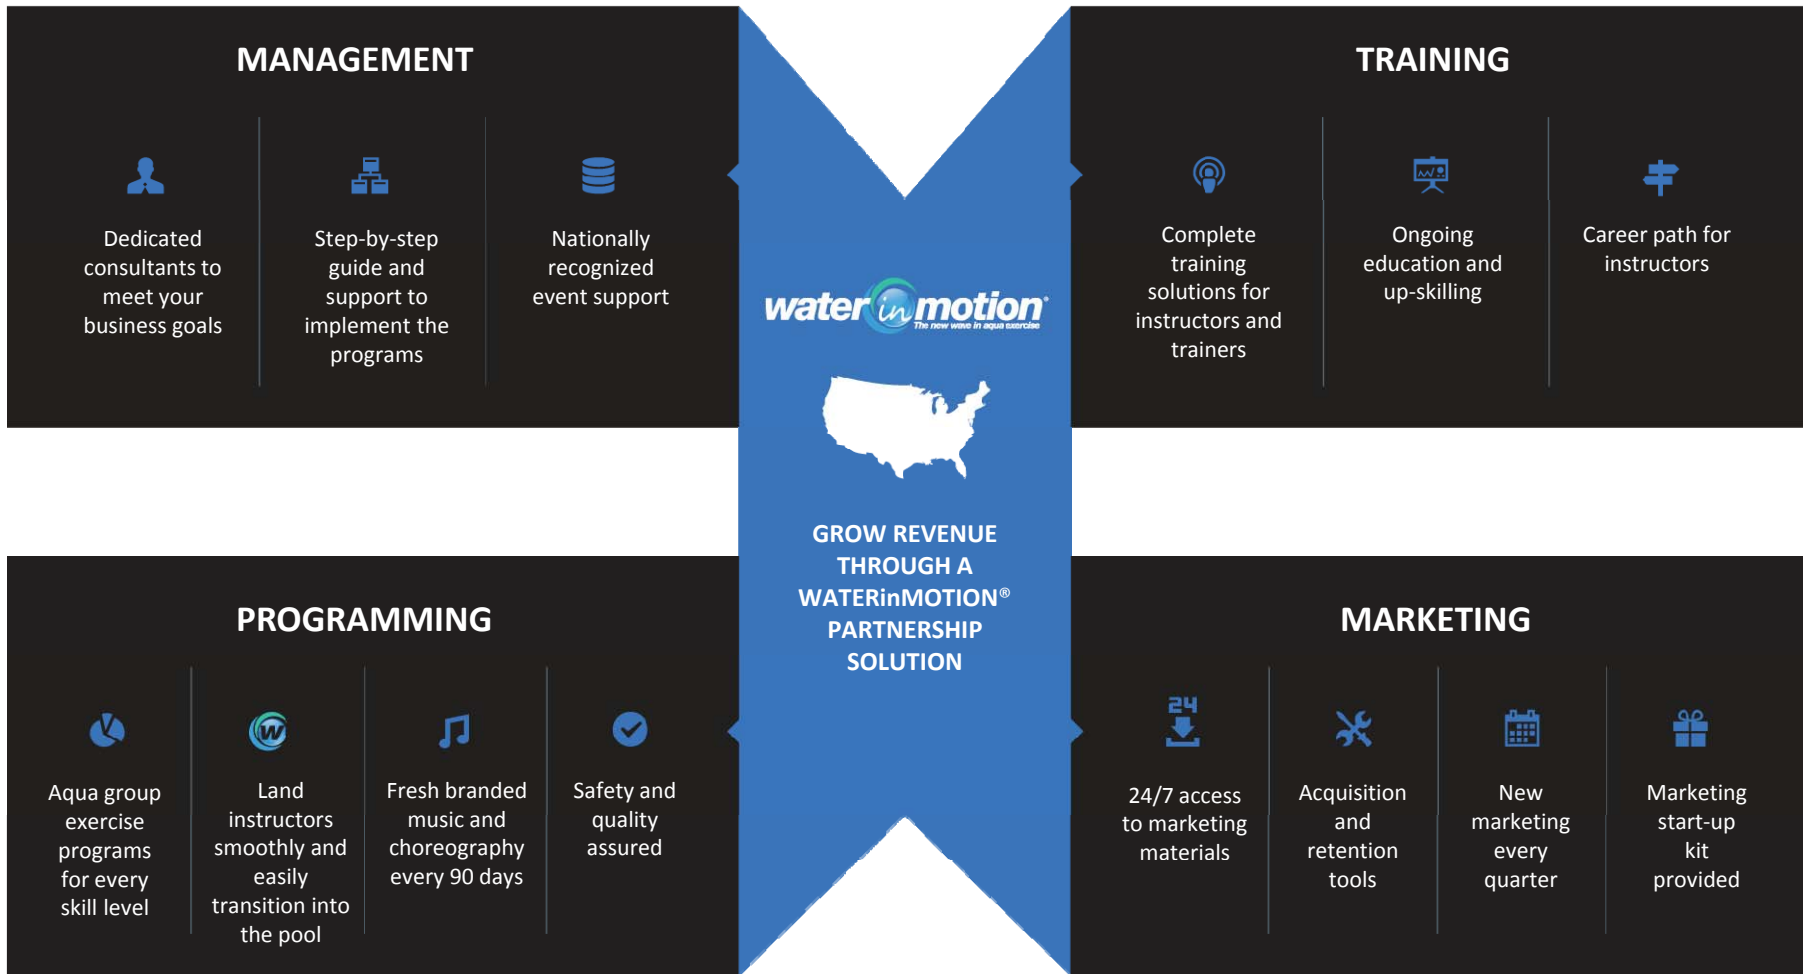 MANAGEMENT
Dedicated
consultants to
meet your
business goals
Step-by-step
guide and
support to
implement the
programs
Nationally
recognized
event support
water in motion®
The new wave in aqua exercise
GROW REVENUE
THROUGH A
WATERinMOTION®
PARTNERSHIP
SOLUTION
TRAINING
Complete
training
solutions for
instructors and
trainers
Ongoing
education and
up-skilling
Career path for
instructors
PROGRAMMING
Aqua group
exercise
programs
for every
skill level
W
Land
instructors
smoothly and
easily
transition into
the pool
Fresh branded
music and
choreography
every 90 days
Safety and
quality
assured
MARKETING
24
24/7 access
to marketing
materials
Acquisition
and
retention
tools
New
marketing
every
quarter
Marketing
start-up
kit
provided